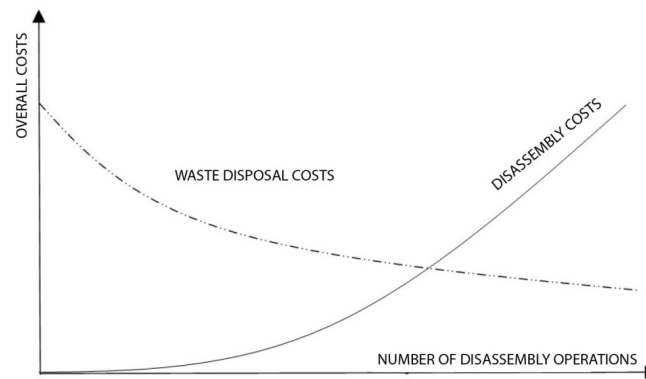 OVERALL COSTS
WASTE DISPOSAL COSTS
DISASSEMBLY COSTS
NUMBER OF DISASSEMBLY OPERATIONS